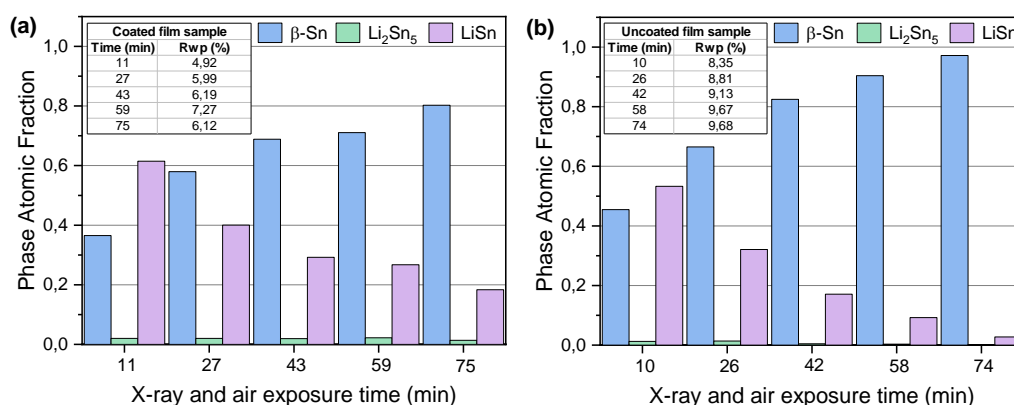 (a)
Coated film sample
Time (min) Rwp (%)
11 4,92
27 5,99
43 6,19
59 7,27
75 6,12
β-Sn Li₂Sn₅ LiSn
1,0
0,8
0,6
0,4
0,2
0,0
Phase Atomic Fraction
11 27 43 59 75
X-ray and air exposure time (min)
(b)
Uncoated film sample
Time (min) Rwp (%)
10 8,35
26 8,81
42 9,13
58 9,67
74 9,68
β-Sn Li₂Sn₅ LiSn
1,0
0,8
0,6
0,4
0,2
0,0
Phase Atomic Fraction
10 26 42 58 74
X-ray and air exposure time (min)